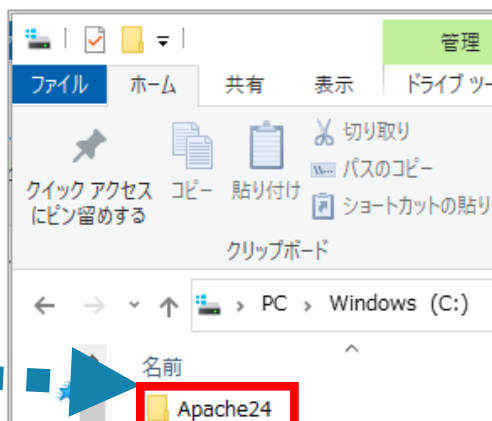 管理
ファイル ホーム 共有 表示 ドライブ ツー
切り取り
パスのコピー
クイック アクセス コピー 貼り付け
にピン留めする
ショートカットの貼り
クリップボード
PC > Windows (C:)
名前
Apache24